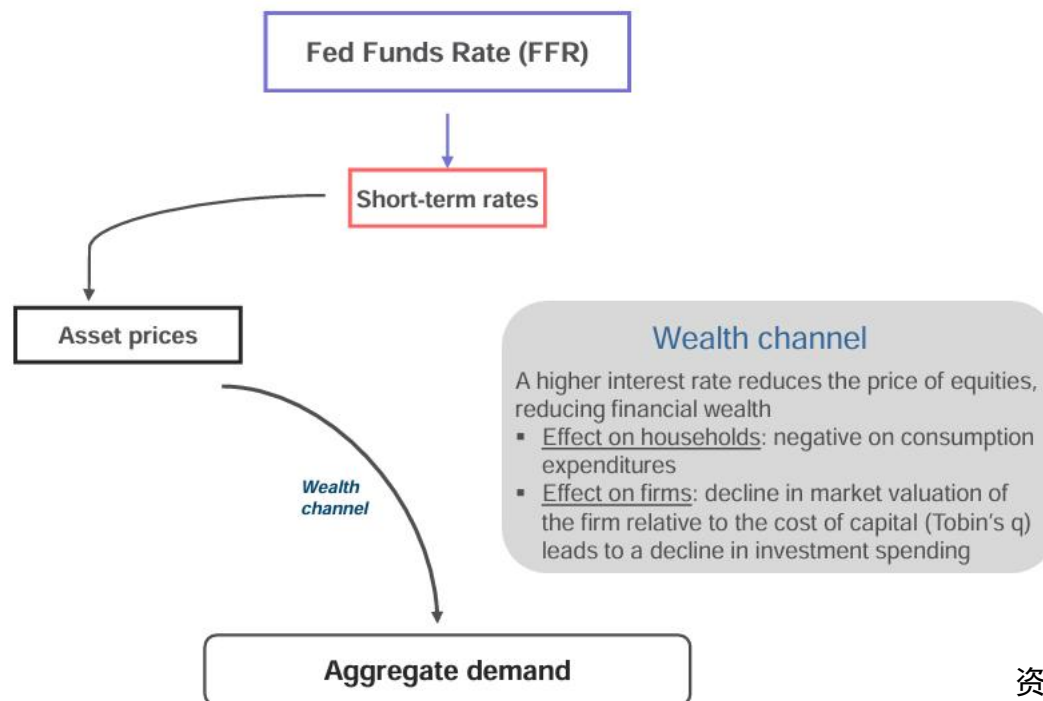 Fed Funds Rate (FFR)
Short-term rates
Asset prices
Wealth channel
A higher interest rate reduces the price of equities,
reducing financial wealth
▪ Effect on households: negative on consumption
expenditures
▪ Effect on firms: decline in market valuation of
the firm relative to the cost of capital (Tobin's q)
leads to a decline in investment spending
Wealth
channel
Aggregate demand
资